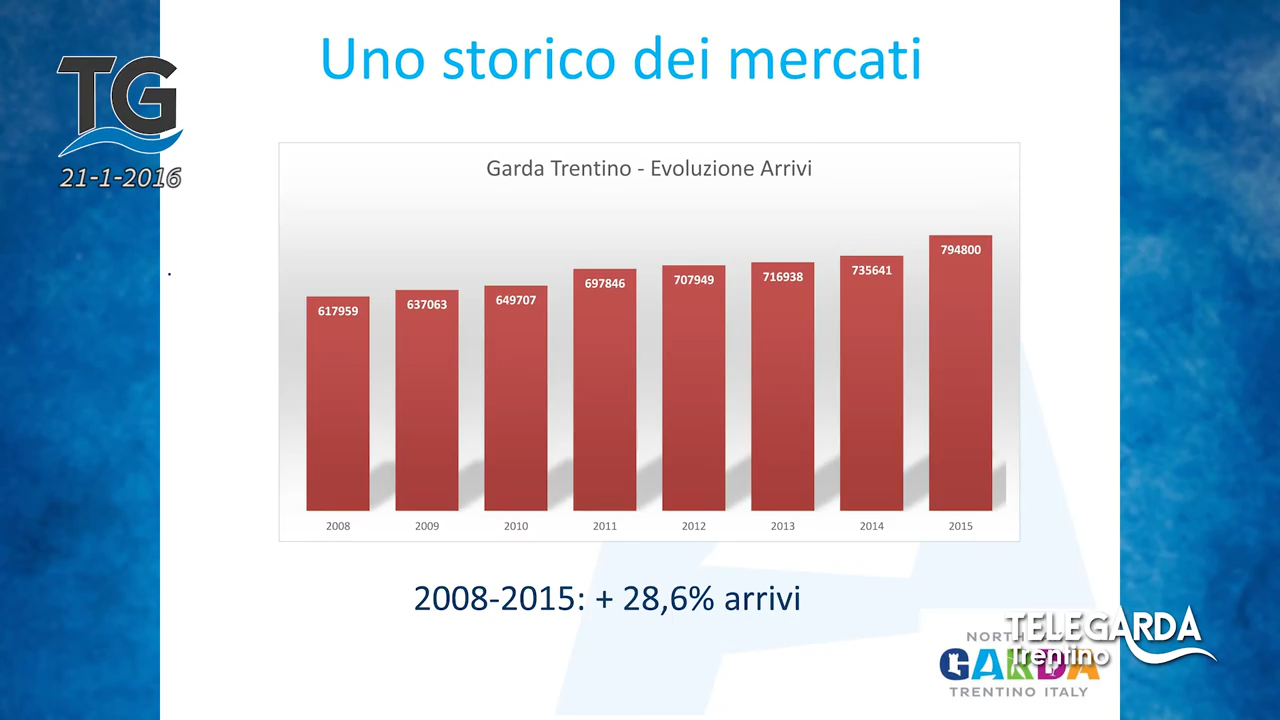 Uno storico dei mercati
TG
21-1-2016
Garda Trentino - Evoluzione Arrivi
617959
637063
649707
697846
707949
716938
735641
794800
2008
2009
2010
2011
2012
2013
2014
2015
2008-2015: + 28,6% arrivi
TELEGARDA
Trentino
NORTH
GARDA
TRENTINO ITALY